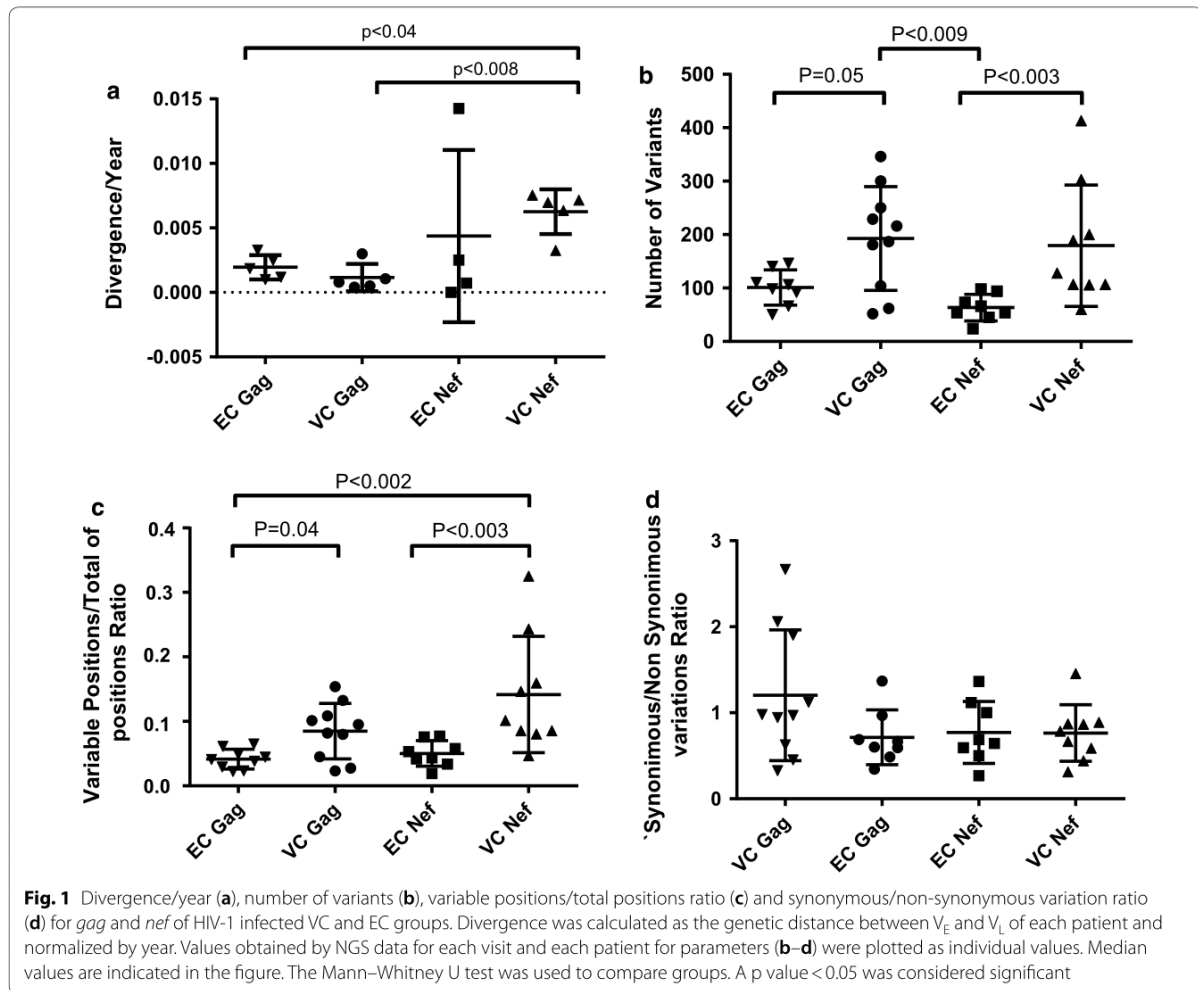 p<0.04
p<0.008
a
Divergence/Year
0.015
0.010
0.005
0.000
-0.005
EC Gag
VC Gag
EC Nef
VC Nef
P<0.009
b
P=0.05
P<0.003
Number of Variants
500
400
300
200
100
0
EC Gag
VC Gag
EC Nef
VC Nef
P<0.002
c
P=0.04
P<0.003
Variable Positions/Total of
positions Ratio
0.4
0.3
0.2
0.1
0.0
EC Gag
VC Gag
EC Nef
VC Nef
d
Synonimous/Non Synonimous
variations Ratio
3
2
1
0
VC Gag
EC Gag
EC Nef
VC Nef
Fig. 1 Divergence/year (a), number of variants (b), variable positions/total positions ratio (c) and synonymous/non-synonymous variation ratio
(d) for gag and nef of HIV-1 infected VC and EC groups. Divergence was calculated as the genetic distance between VE and VL of each patient and
normalized by year. Values obtained by NGS data for each visit and each patient for parameters (b–d) were plotted as individual values. Median
values are indicated in the figure. The Mann–Whitney U test was used to compare groups. A p value < 0.05 was considered significant